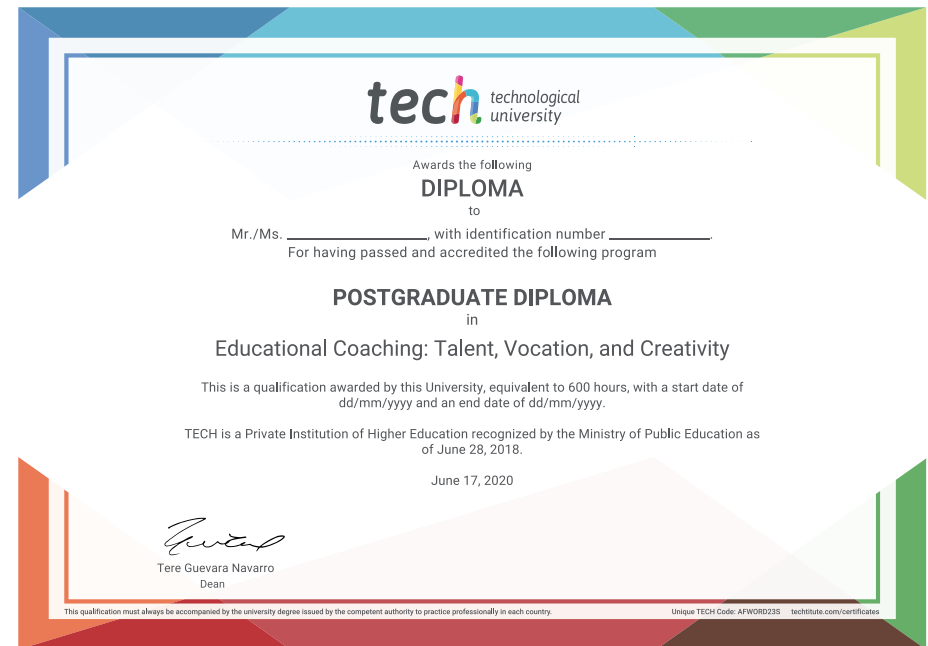 tech technological
university
Awards the following
DIPLOMA
to
Mr./Ms. ____________________, with identification number ______________.
For having passed and accredited the following program
POSTGRADUATE DIPLOMA
in
Educational Coaching: Talent, Vocation, and Creativity
This is a qualification awarded by this University, equivalent to 600 hours, with a start date of
dd/mm/yyyy and an end date of dd/mm/yyyy.
TECH is a Private Institution of Higher Education recognized by the Ministry of Public Education as
of June 28, 2018.
June 17, 2020
Tere Guevara Navarro
Dean
This qualification must always be accompanied by the university degree issued by the competent authority to practice professionally in each country.
Unique TECH Code: AFWORD23S techtitute.com/certificates